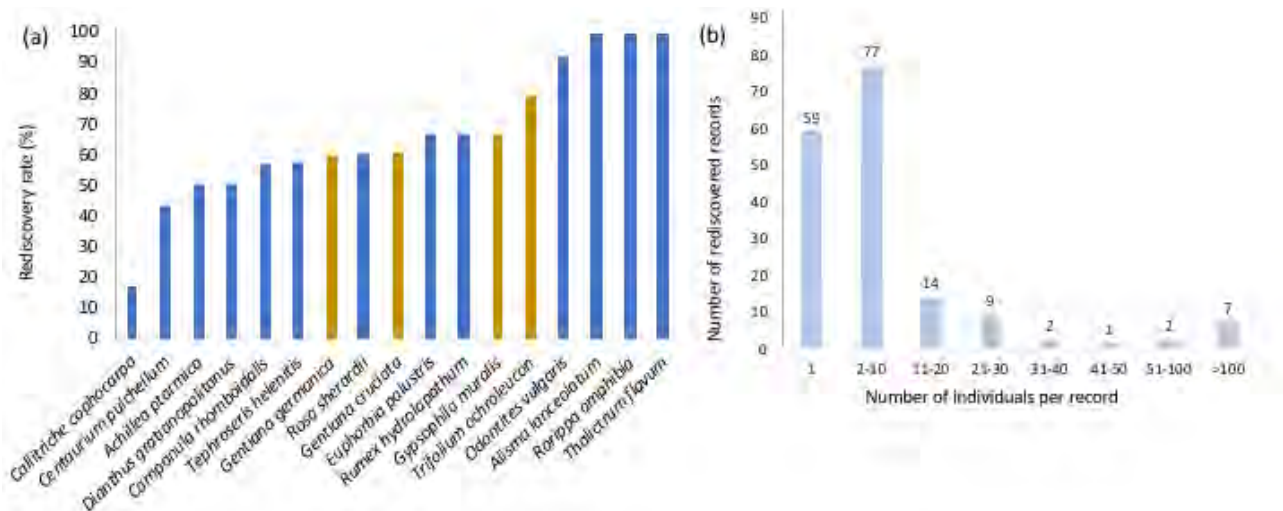 (a)
Rediscovery rate (%)
100
90
80
70
60
50
40
30
20
10
0
Callitriche cophocarpa
Centaurium pulchellum
Achillea ptarmica
Dianthus gratianopolitanus
Campanula rhomboidalis
Tephroseris helenitis
Gentiana germanica
Rosa sherardii
Gentiana cruciata
Euphorbia palustris
Rumex hydrolapathum
Gypsophila muralis
Trifolium ochroleucon
Odontites vulgaris
Alisma lanceolatum
Rorippa amphibia
Thalictrum flavum
(b)
Number of rediscovered records
90
80
70
60
50
40
30
20
10
0
59
77
14
9
2
1
2
7
1
2-10
11-20
21-30
31-40
41-50
51-100
>100
Number of individuals per record